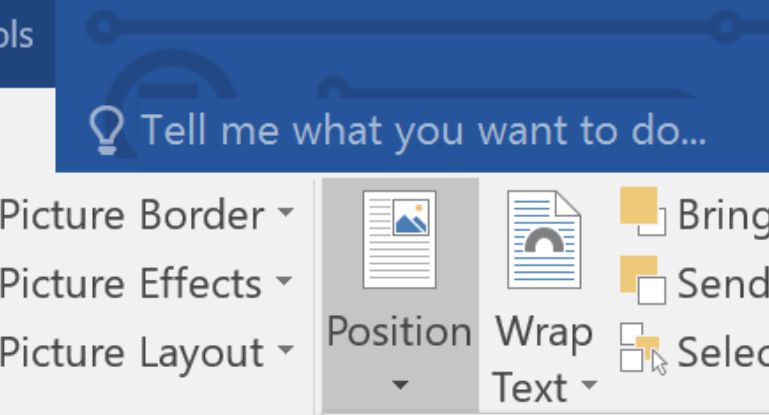 ols
Tell me what you want to do...
Picture Border
Picture Effects
Picture Layout
Position
Wrap
Text
Bring
Send
Selec